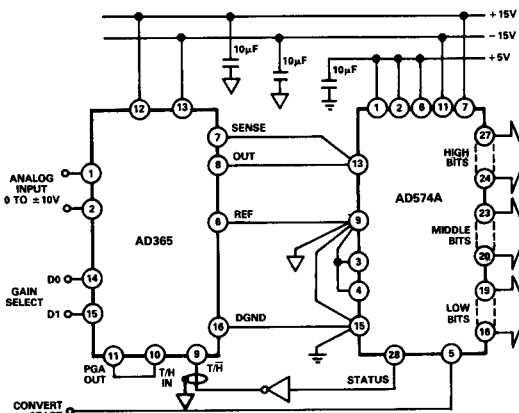 +15V
−15V
+5V
10μF
10μF
10μF
12
13
1
2
6
11
7
7
SENSE
8
OUT
13
27
HIGH
BITS
24
1
ANALOG
INPUT
0 TO ±10V
2
AD365
AD574A
6
REF
9
23
MIDDLE
BITS
20
3
4
14
D0
GAIN
SELECT
D1
15
16
DGND
15
19
LOW
BITS
16
11
10
9
T/H̅
28
5
PGA
OUT
T/H
IN
STATUS
CONVERT